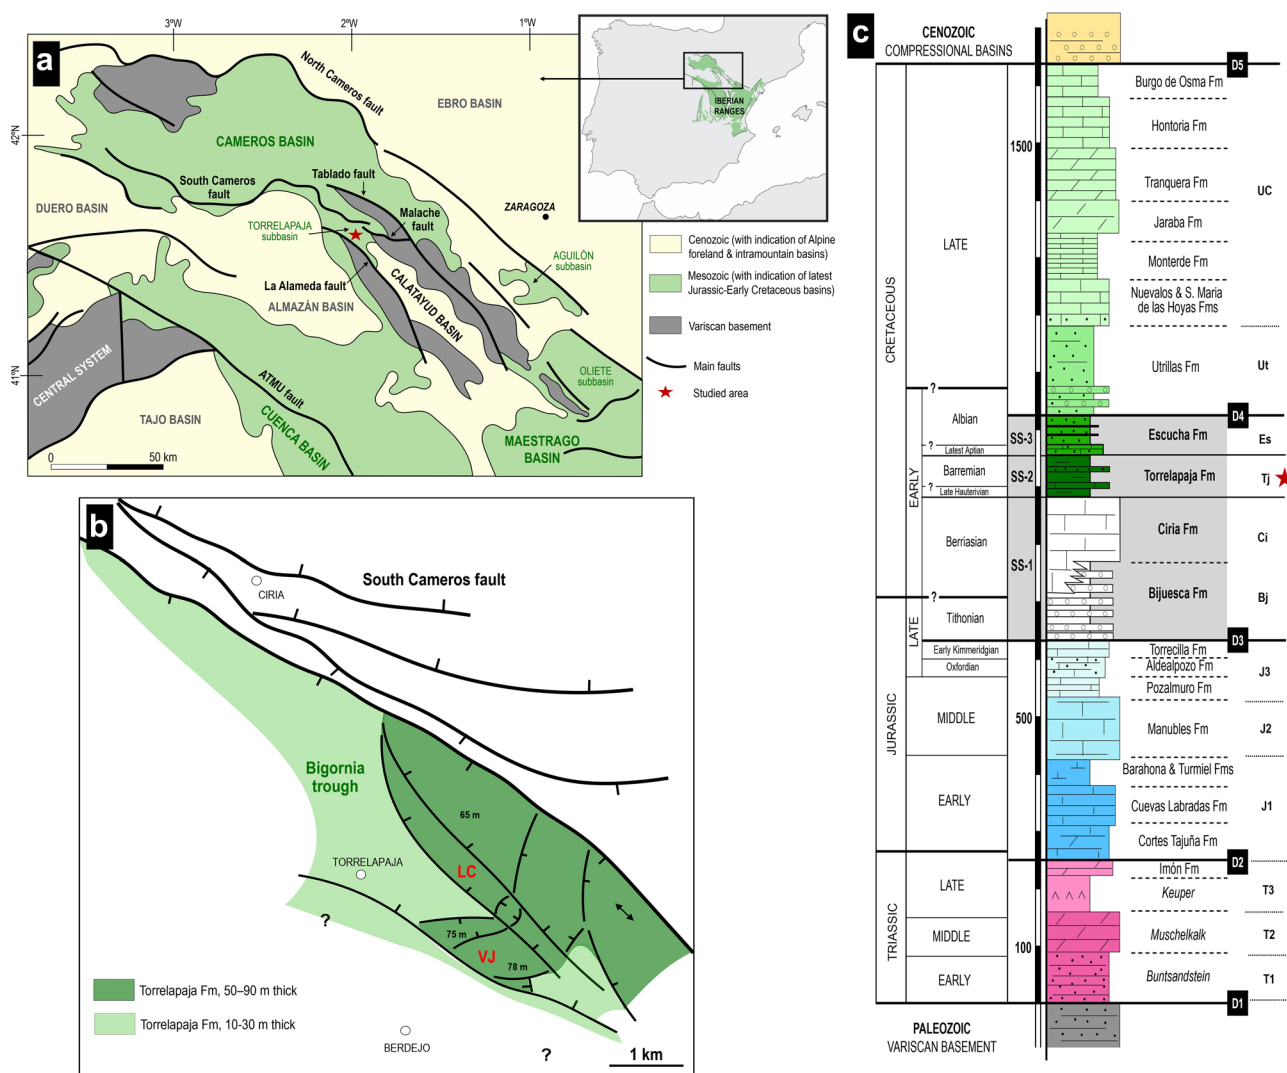 a
3ºW
2ºW
1ºW
42ºN
41ºN
North Cameros fault
EBRO BASIN
CAMEROS BASIN
Tablado fault
South Cameros
fault
Malache
fault
ZARAGOZA
DUERO BASIN
TORRELAPAJA
subbasin
AGUILÓN
subbasin
La Alameda fault
ALMAZÁN BASIN
CALATAYUD BASIN
CENTRAL SYSTEM
ATMU fault
OLIETE
subbasin
TAJO BASIN
CUENCA BASIN
MAESTRAGO
BASIN
0
50 km
IBERIAN
RANGES
Cenozoic (with indication of Alpine
foreland & intramountain basins)
Mesozoic (with indication of latest
Jurassic-Early Cretaceous basins)
Variscan basement
Main faults
Studied area
b
South Cameros fault
CIRIA
Bigornia
trough
65 m
TORRELAPAJA
LC
?
75 m
VJ
78 m
Torrelapaja Fm, 50–90 m thick
Torrelapaja Fm, 10-30 m thick
BERDEJO
?
1 km
c
CENOZOIC
COMPRESSIONAL BASINS
D5
Burgo de Osma Fm
Hontoria Fm
1500
Tranquera Fm
UC
Jaraba Fm
LATE
Monterde Fm
Nuevalos & S. Maria
de las Hoyas Fms
CRETACEOUS
Utrillas Fm
Ut
?
Albian
D4
SS-3
Escucha Fm
Es
?
Latest Aptian
EARLY
Barremian
SS-2
Torrelapaja Fm
Tj
?
Late Hauterivian
Berriasian
Ciria Fm
Ci
SS-1
Bijuesca Fm
Bj
?
Tithonian
LATE
D3
Early Kimmeridgian
Torrecilla Fm
Oxfordian
Aldealpozo Fm
J3
Pozalmuro Fm
JURASSIC
MIDDLE
500
Manubles Fm
J2
Barahona & Turmiel Fms
EARLY
Cuevas Labradas Fm
J1
Cortes Tajuña Fm
D2
Imón Fm
LATE
Keuper
T3
TRIASSIC
MIDDLE
100
Muschelkalk
T2
EARLY
Buntsandstein
T1
D1
PALEOZOIC
VARISCAN BASEMENT